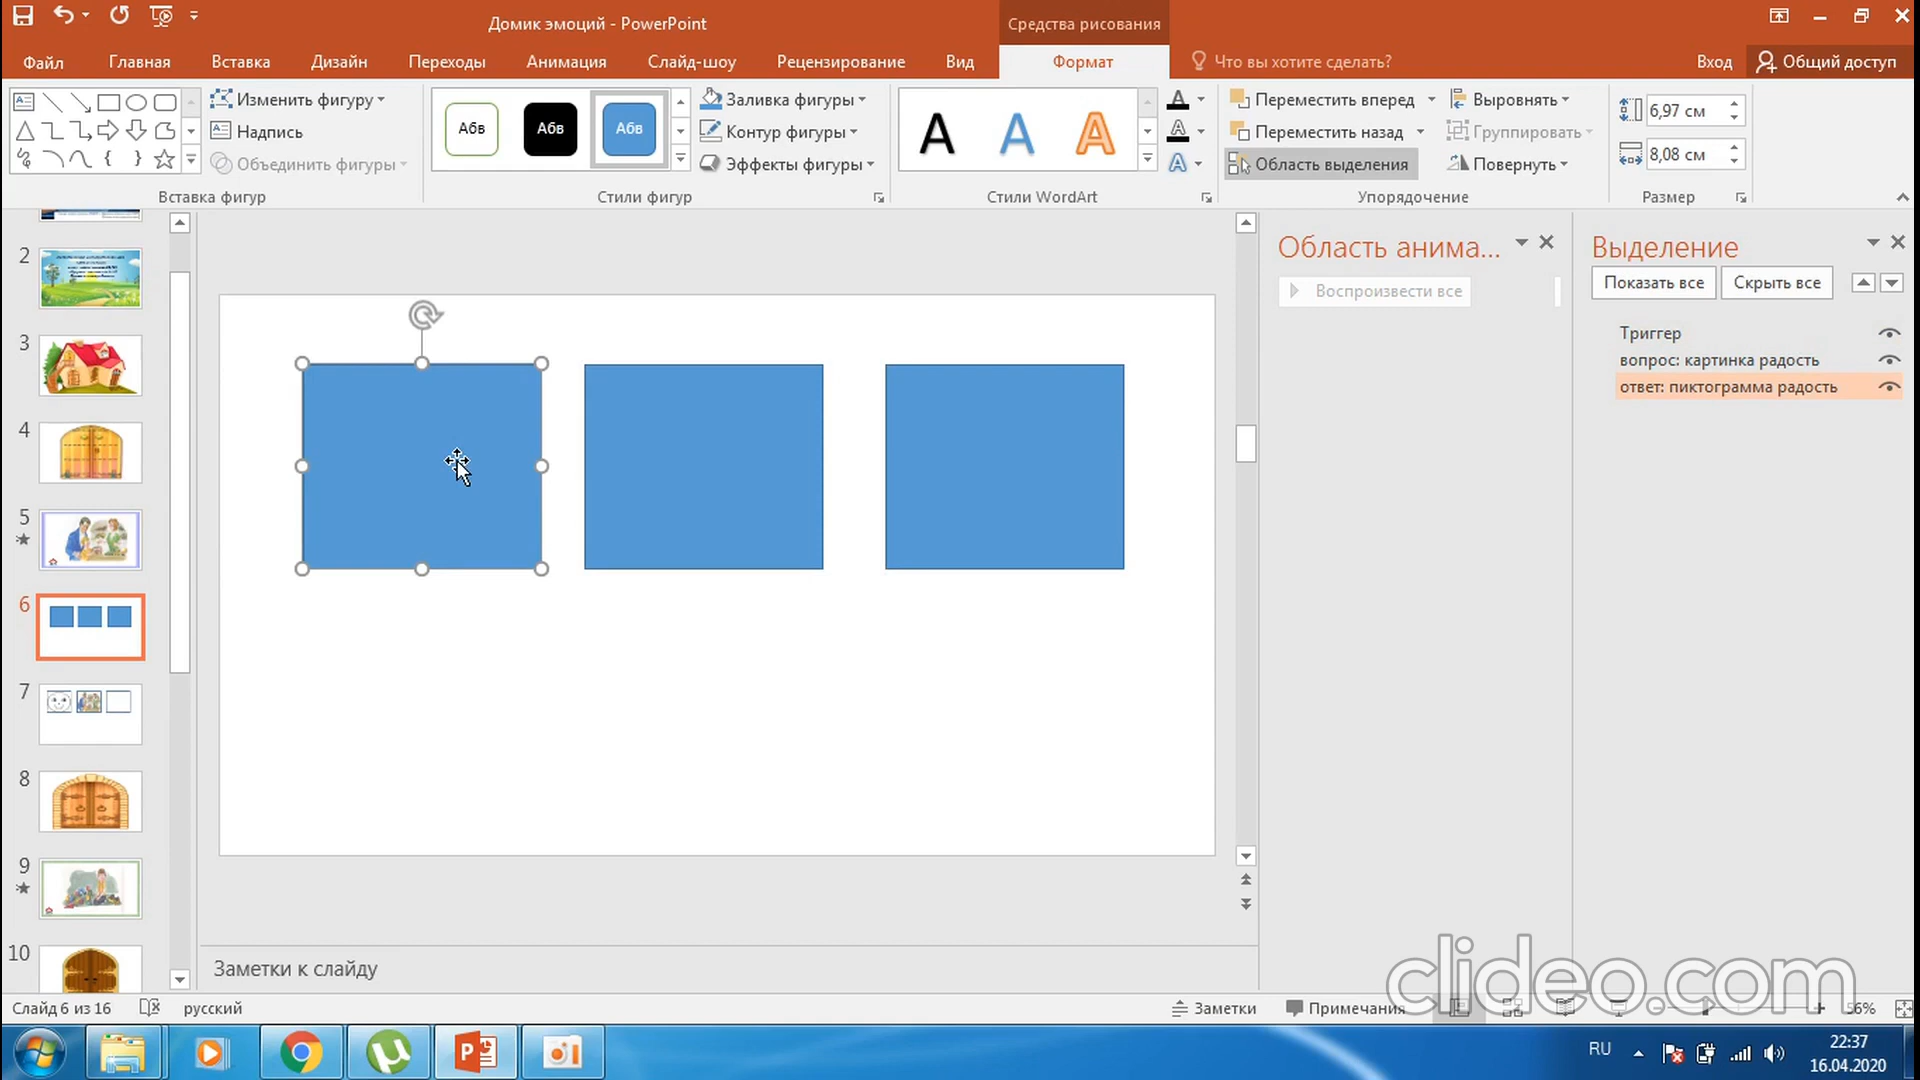 Домик эмоций - PowerPoint
Средства рисования
Файл
Главная
Вставка
Дизайн
Переходы
Анимация
Слайд-шоу
Рецензирование
Вид
Формат
Что вы хотите сделать?
Вход
Общий доступ
Изменить фигуру
Надпись
Объединить фигуры
Вставка фигур
Абв
Абв
Абв
Заливка фигуры
Контур фигуры
Эффекты фигуры
Стили фигур
A
A
A
Стили WordArt
Переместить вперед
Переместить назад
Область выделения
Выровнять
Группировать
Повернуть
Упорядочение
6,97 см
8,08 см
Размер
2
3
4
5
6
7
8
9
10
Область анима...
Воспроизвести все
Выделение
Показать все
Скрыть все
Триггер
вопрос: картинка радость
ответ: пиктограмма радость
Заметки к слайду
clideo.com
Слайд 6 из 16
русский
Заметки
Примечания
56%
RU
22:37
16.04.2020